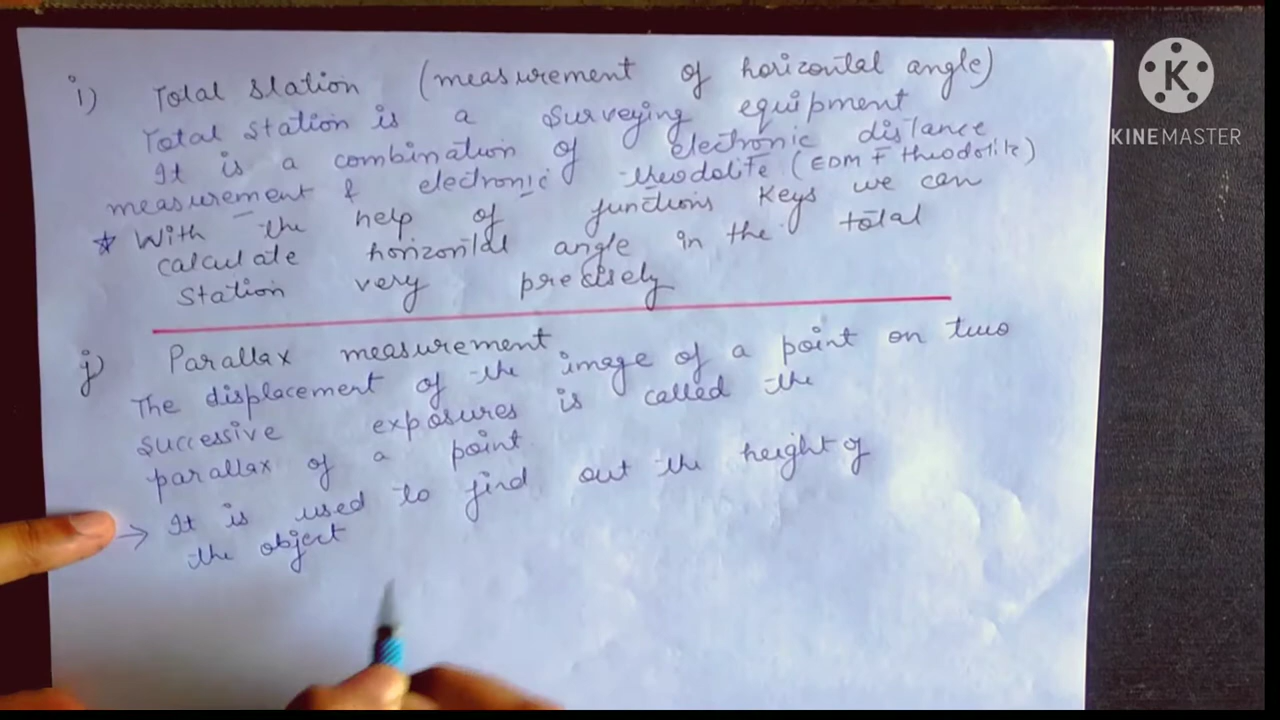 i) Total Station (measurement of horizontal angle)
Total Station is a surveying equipment
It is a combination of electronic distance
measurement & electronic theodolite (EDM + theodolite)
* With the help of functions Keys we can
calculate horizontal angle in the total
Station very precisely
j) Parallax measurement
The displacement of the image of a point on two
successive exposures is called the
parallax of a point
→ It is used to find out the height of
the object
K
KINEMASTER